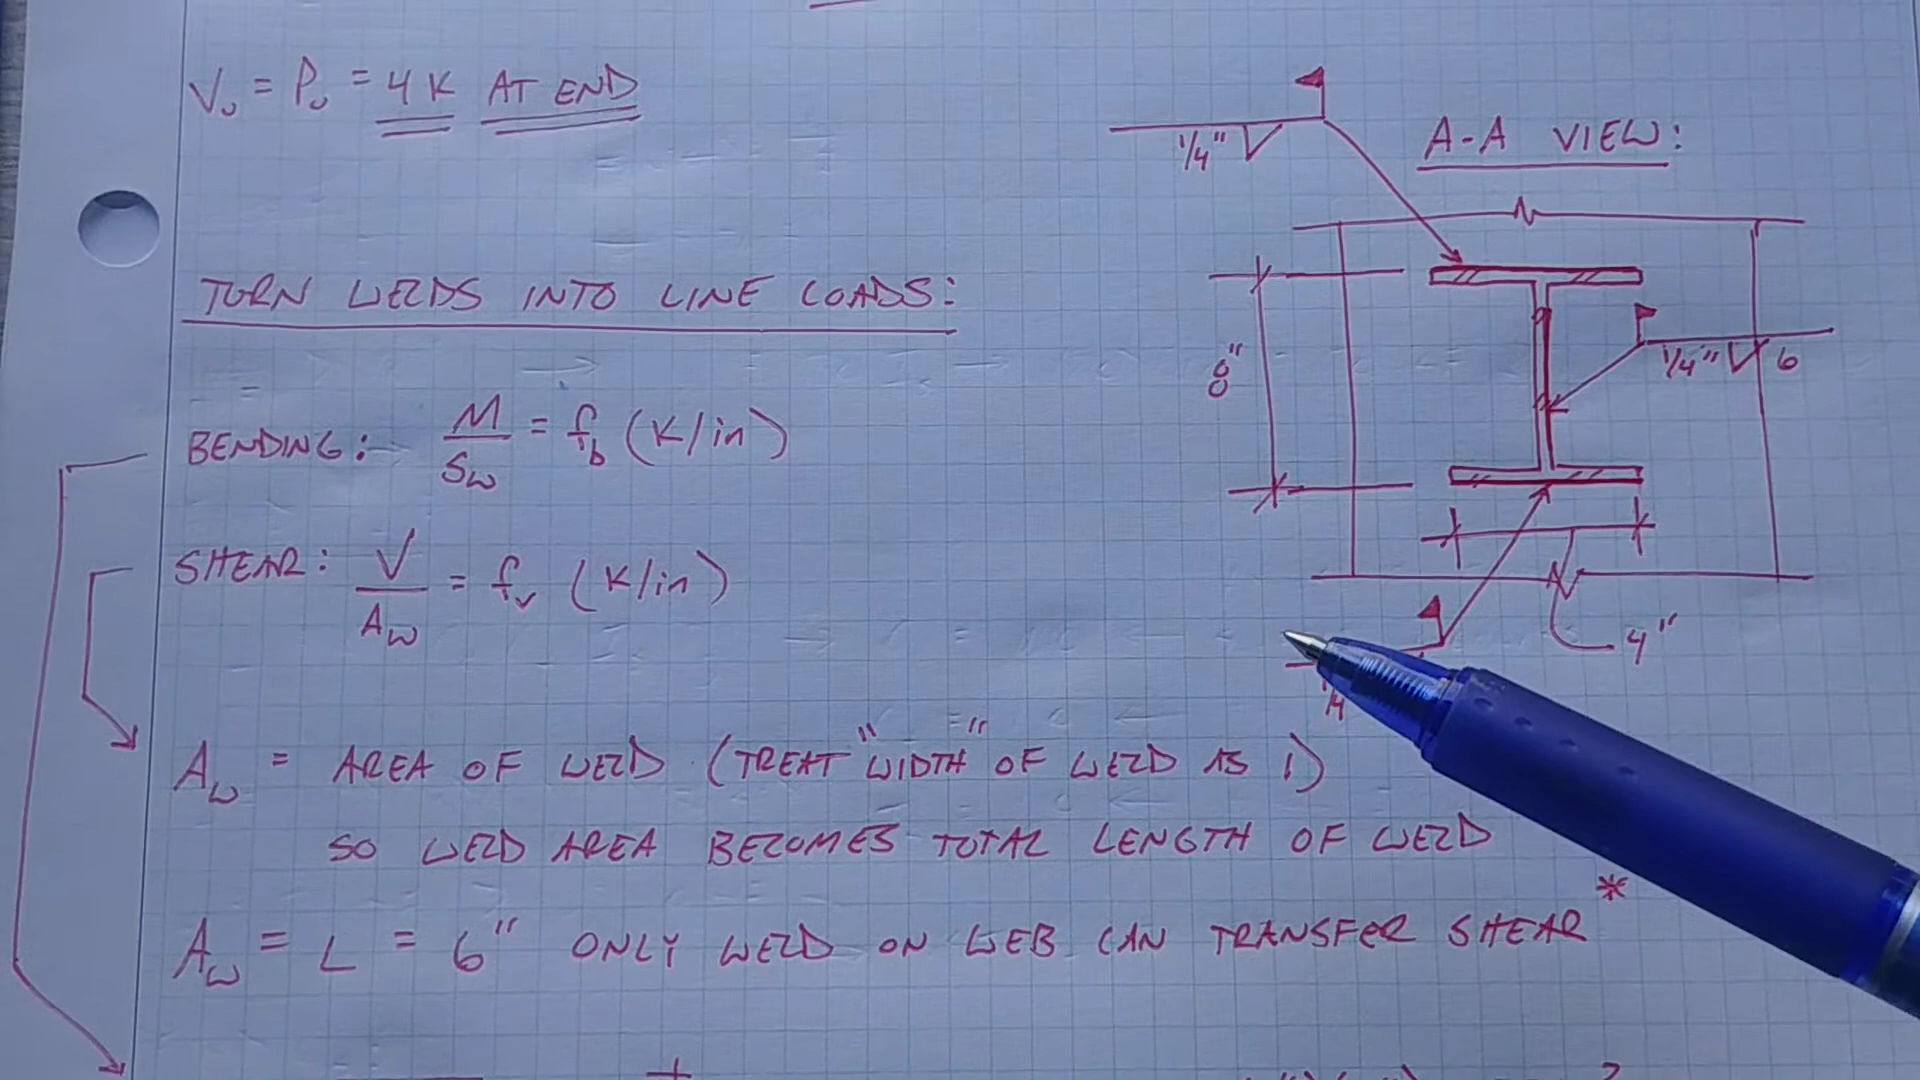 Vu = Pu = 4K AT END
A-A VIEW:
1/4"
8"
1/4" 6
4"
1/4
TURN WELDS INTO LINE LOADS:
BENDING: M/Sw = fb (K/in)
SHEAR: V/Aw = fv (K/in)
Aw = AREA OF WELD (TREAT "WIDTH" OF WELD AS 1)
SO WELD AREA BECOMES TOTAL LENGTH OF WELD
Aw = L = 6" ONLY WELD ON WEB CAN TRANSFER SHEAR*